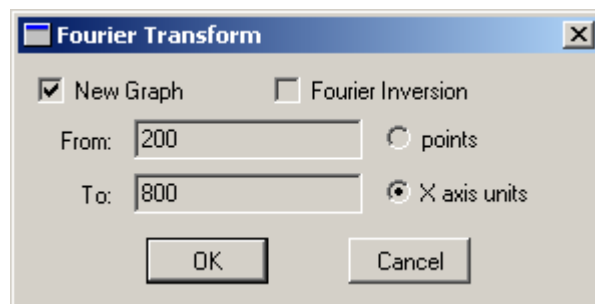 Fourier Transform
New Graph Fourier Inversion
From: 200 points
To: 800 X axis units
OK Cancel